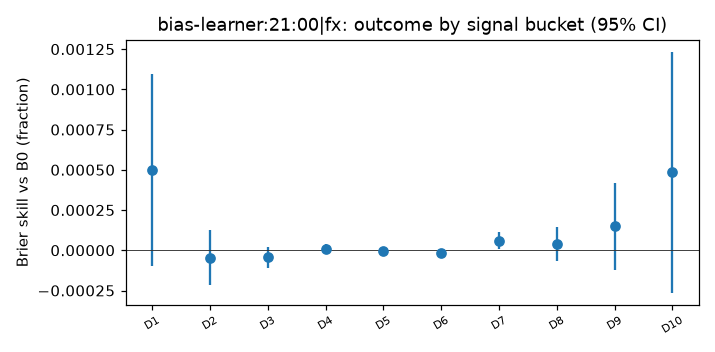 bias-learner:21:00|fx: outcome by signal bucket (95% CI)
Brier skill vs B0 (fraction)
0.00125
0.00100
0.00075
0.00050
0.00025
0.00000
−0.00025
D1 D2 D3 D4 D5 D6 D7 D8 D9 D10